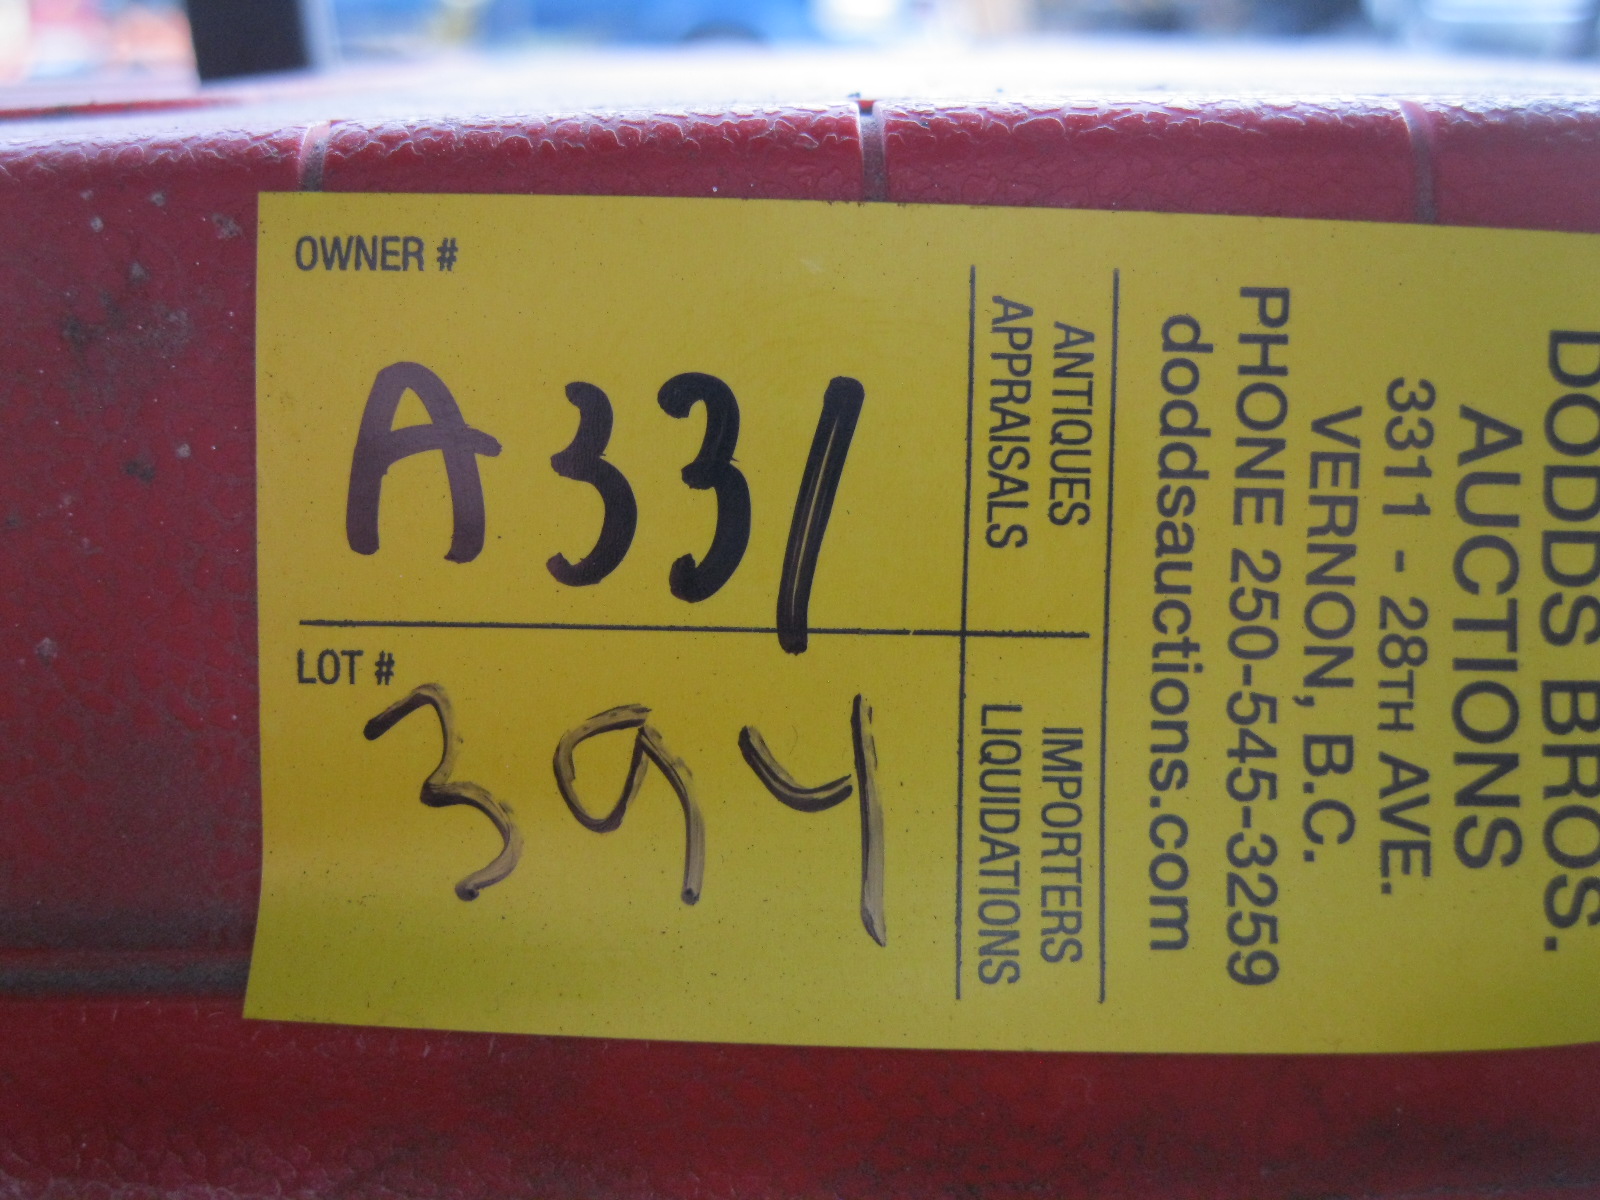 OWNER #
A331
LOT #
394
DODDS BROS.
AUCTIONS
3311 - 28TH AVE.
VERNON, B.C.
PHONE 250-545-3259
doddsauctions.com
ANTIQUES
APPRAISALS
IMPORTERS
LIQUIDATIONS